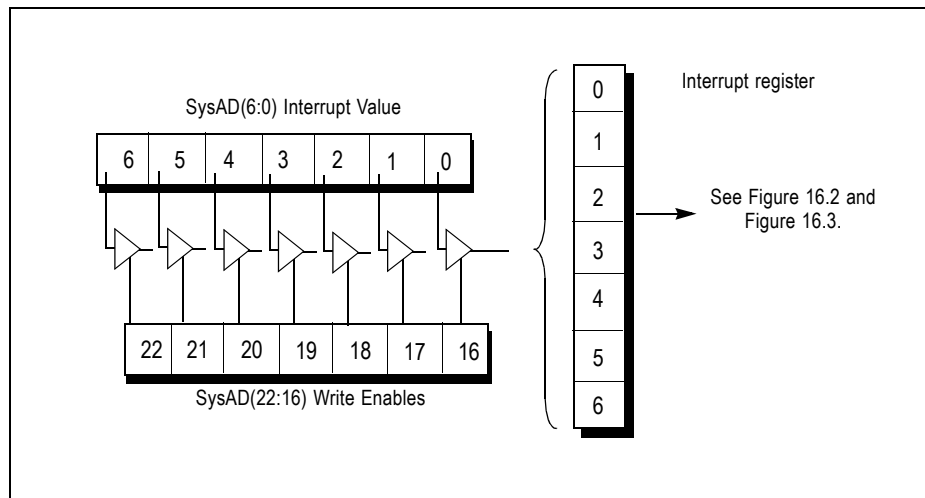 SysAD(6:0) Interrupt Value
6 5 4 3 2 1 0
22 21 20 19 18 17 16
SysAD(22:16) Write Enables
Interrupt register
0
1
2
3
4
5
6
See Figure 16.2 and
Figure 16.3.